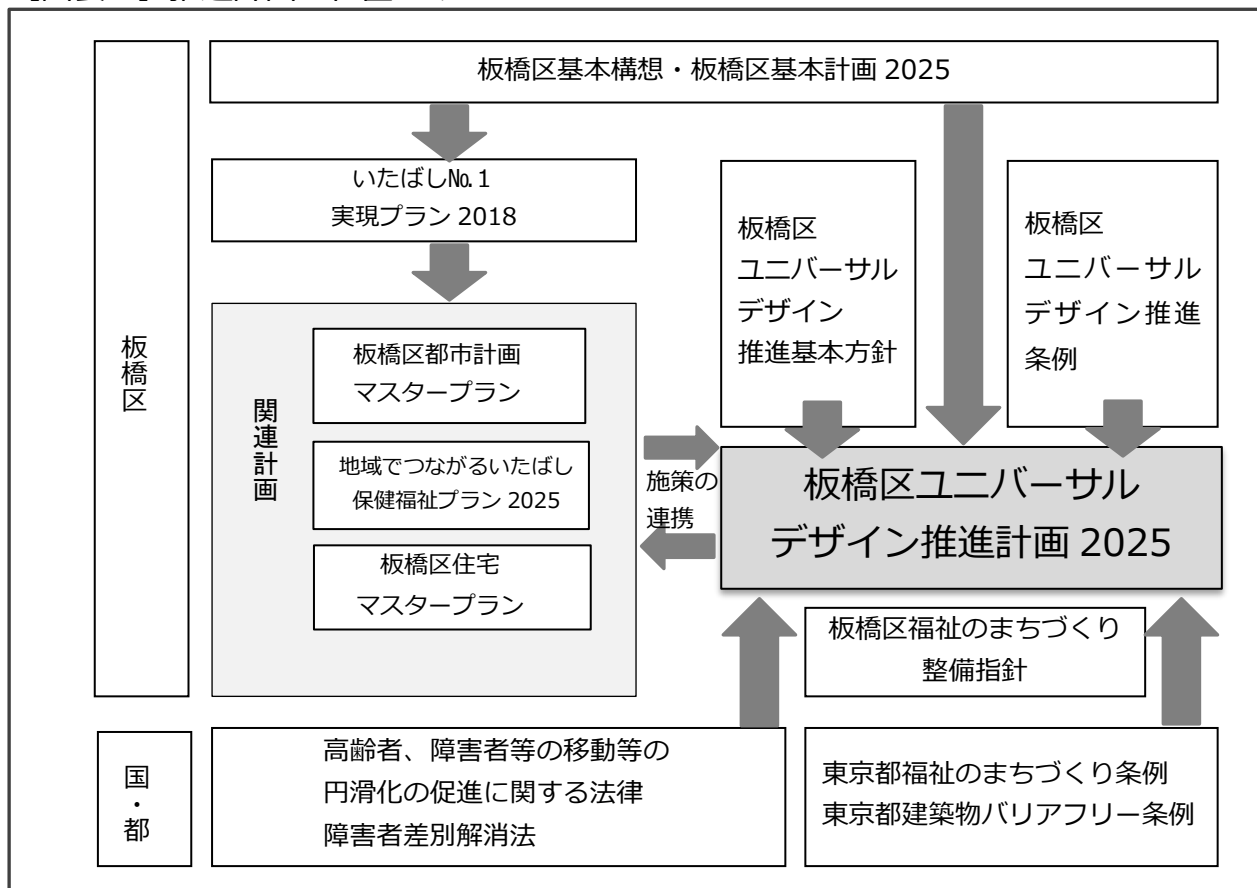 板橋区基本構想・板橋区基本計画 2025
板橋区
いたばし№1
実現プラン 2018
板橋区
ユニバーサル
デザイン
推進基本方針
板橋区
ユニバーサル
デザイン推進
条例
関連計画
板橋区都市計画
マスタープラン
地域でつながるいたばし
保健福祉プラン 2025
板橋区住宅
マスタープラン
施策の
連携
板橋区ユニバーサル
デザイン推進計画 2025
板橋区福祉のまちづくり
整備指針
国・都
高齢者、障害者等の移動等の
円滑化の促進に関する法律
障害者差別解消法
東京都福祉のまちづくり条例
東京都建築物バリアフリー条例